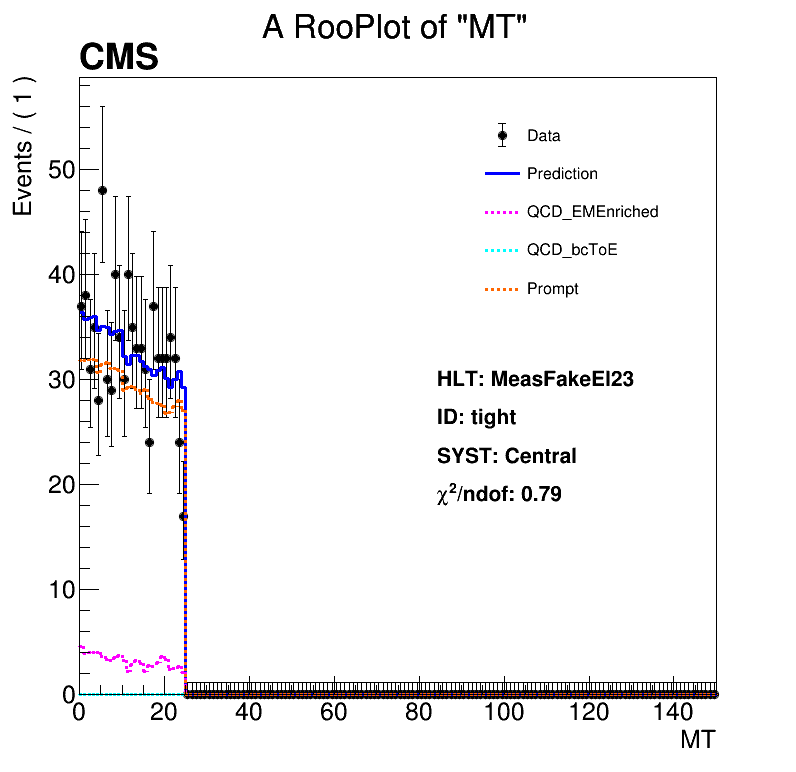 A RooPlot of "MT"
CMS
Events / ( 1 )
50
40
30
20
10
0
0 20 40 60 80 100 120 140
MT
Data
Prediction
QCD_EMEnriched
QCD_bcToE
Prompt
HLT: MeasFakeEl23
ID: tight
SYST: Central
χ²/ndof: 0.79